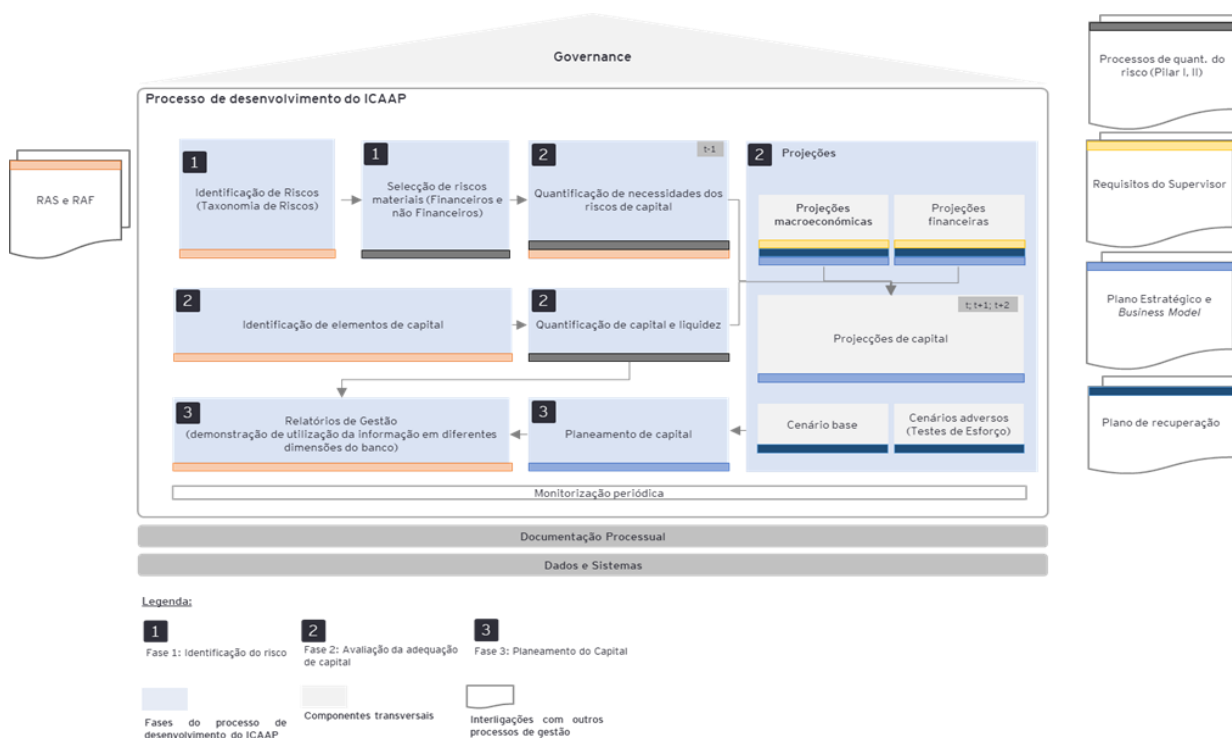 Governance
Processo de desenvolvimento do ICAAP
RAS e RAF
1
Identificação de Riscos
(Taxonomia de Riscos)
1
Selecção de riscos
materiais (Financeiros e
não Financeiros)
2
t-1
Quantificação de necessidades dos
riscos de capital
2
Projeções
Projeções
macroeconómicas
Projeções
financeiras
2
Identificação de elementos de capital
2
Quantificação de capital e liquidez
t; t+1; t+2
Projecções de capital
3
Relatórios de Gestão
(demonstração de utilização da informação em diferentes
dimensões do banco)
3
Planeamento de capital
Cenário base
Cenários adversos
(Testes de Esforço)
Monitorização periódica
Documentação Processual
Dados e Sistemas
Processos de quant. do
risco (Pilar I, II)
Requisitos do Supervisor
Plano Estratégico e
Business Model
Plano de recuperação
Legenda:
1
Fase 1: Identificação do risco
2
Fase 2: Avaliação da adequação
de capital
3
Fase 3: Planeamento do Capital
Fases do processo de
desenvolvimento do ICAAP
Componentes transversais
Interligações com outros
processos de gestão